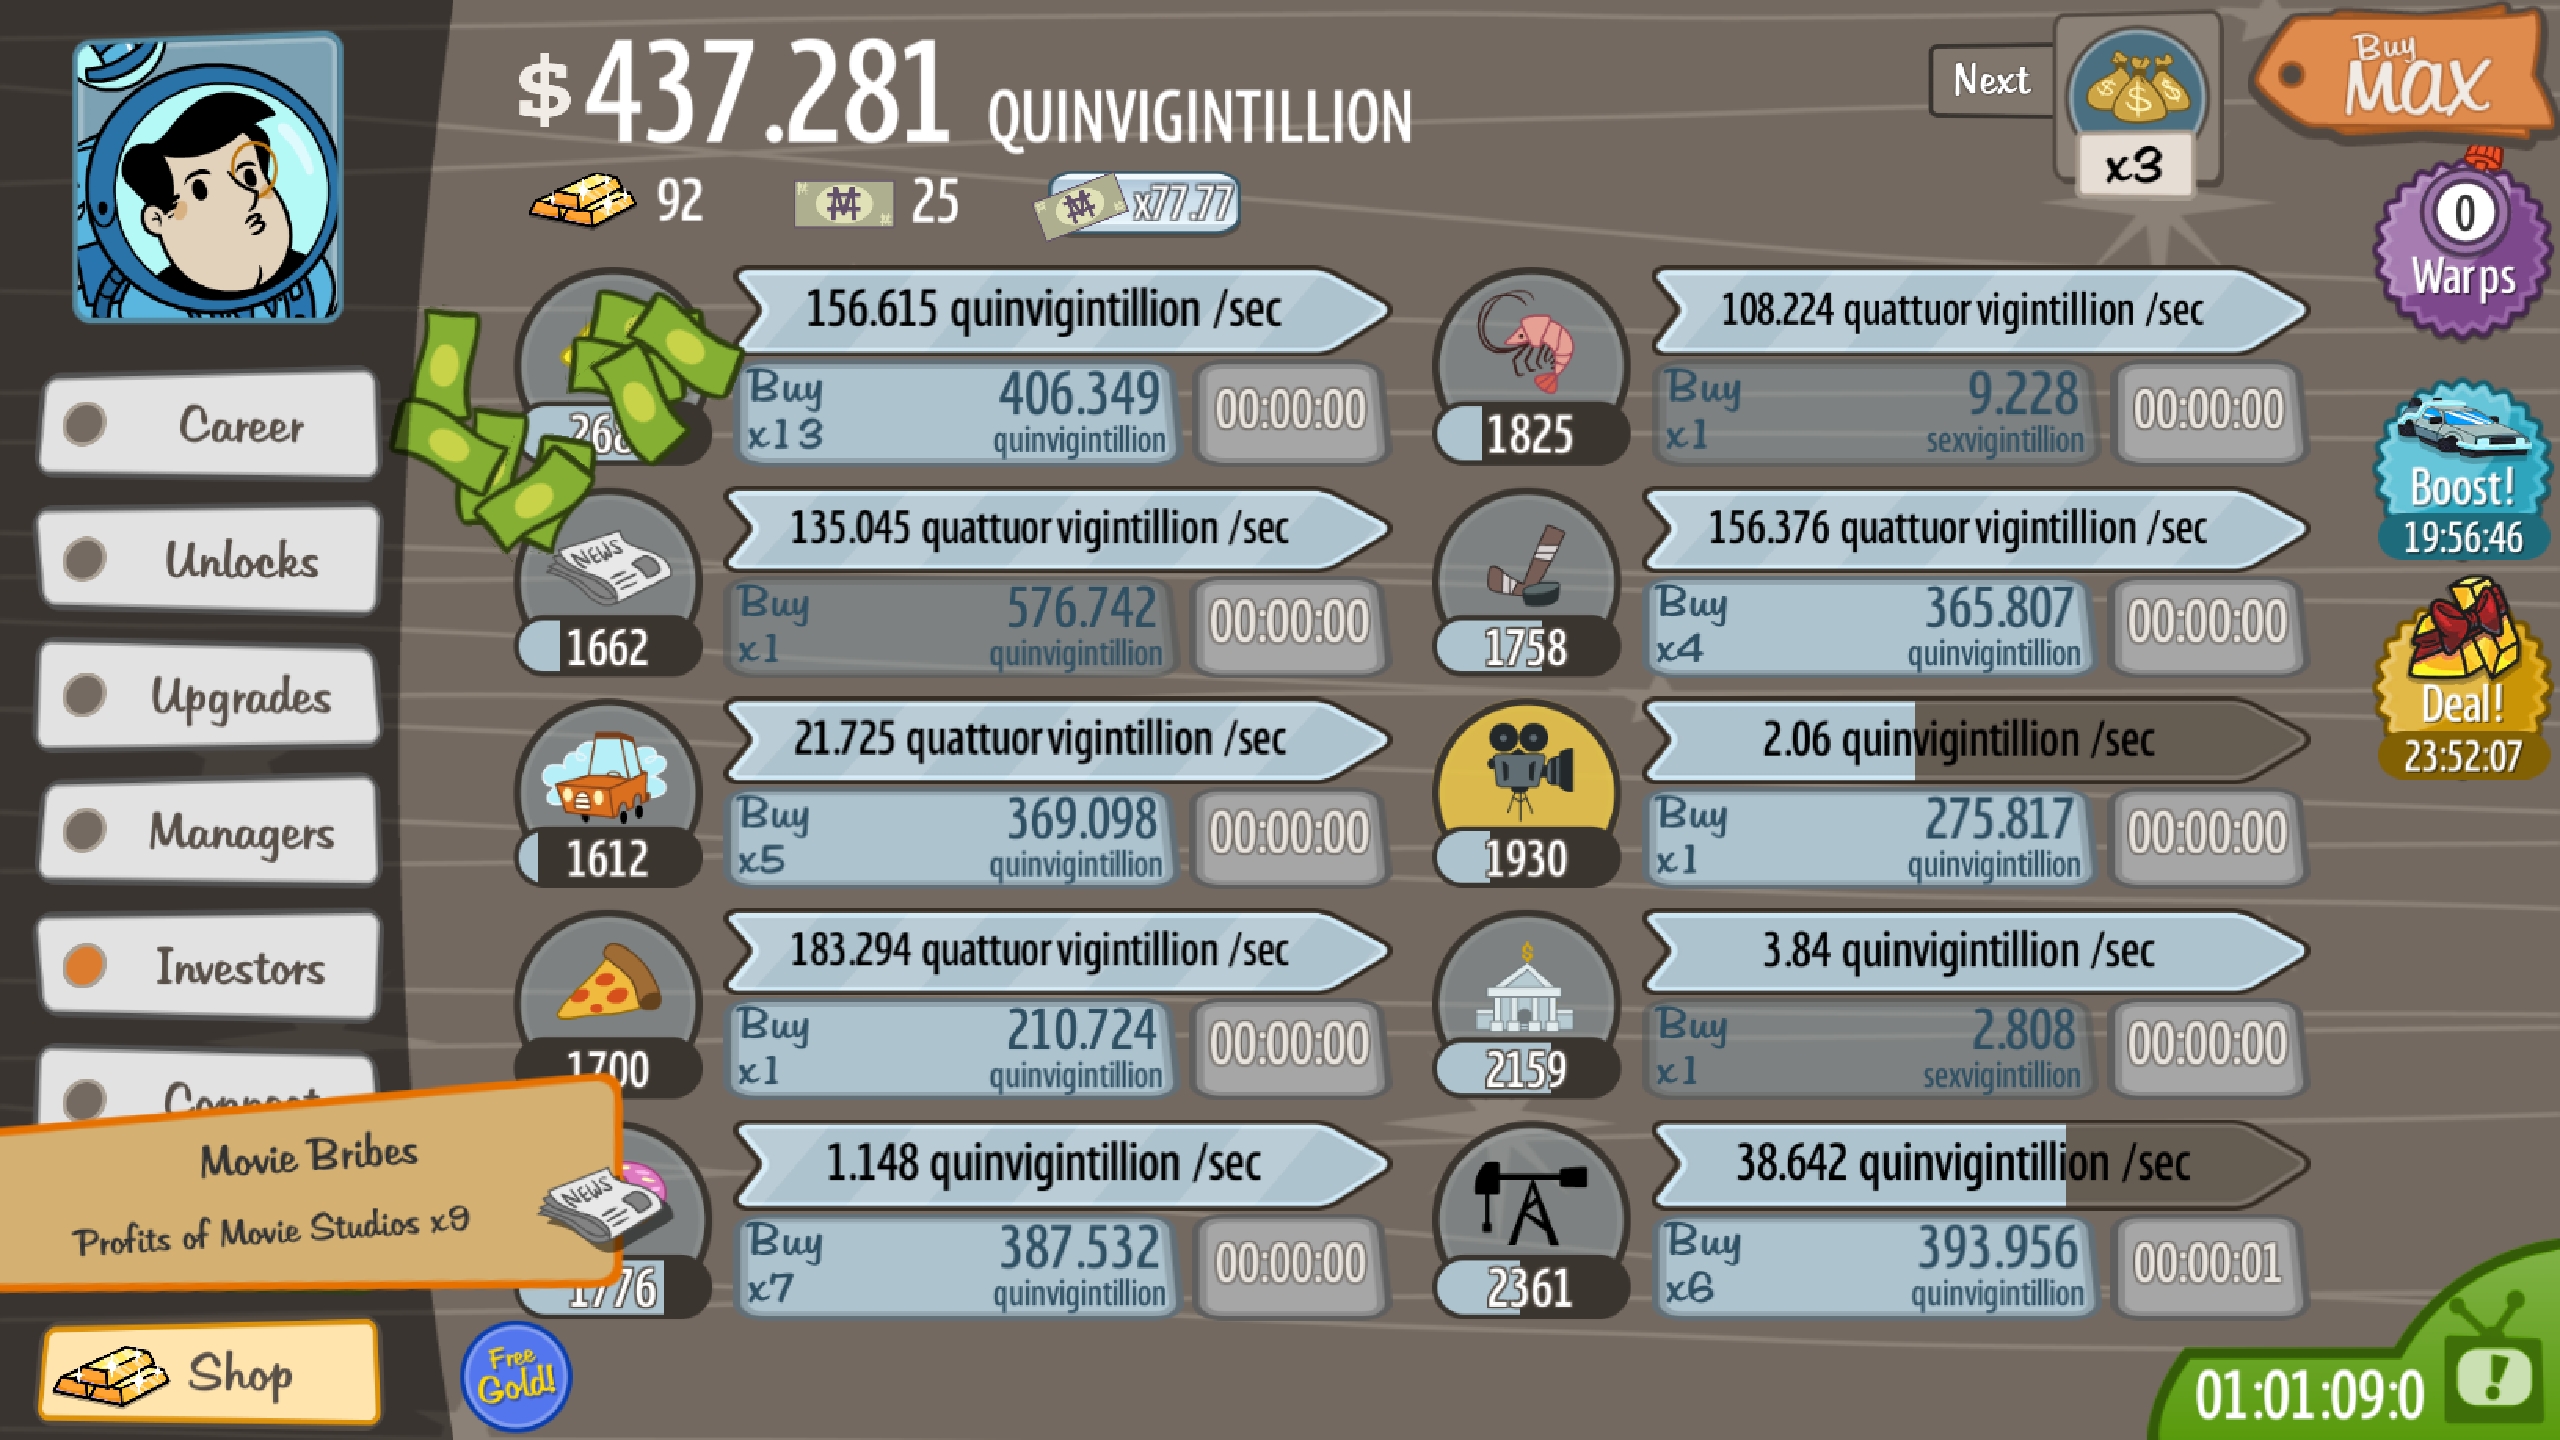 $437.281 QUINVIGINTILLION
92
25
x77.77
Next
x3
Buy
MAX
0
Warps
Boost!
19:56:46
Deal!
23:52:07
Career
Unlocks
Upgrades
Managers
Investors
Connect
Movie Bribes
Profits of Movie Studios x9
NEWS
Shop
Free
Gold!
156.615 quinvigintillion /sec
Buy 406.349
x13 quinvigintillion
00:00:00
NEWS
1662
135.045 quattuorvigintillion /sec
Buy 576.742
x1 quinvigintillion
00:00:00
1612
21.725 quattuorvigintillion /sec
Buy 369.098
x5 quinvigintillion
00:00:00
1700
183.294 quattuorvigintillion /sec
Buy 210.724
x1 quinvigintillion
00:00:00
1776
1.148 quinvigintillion /sec
Buy 387.532
x7 quinvigintillion
00:00:00
1825
108.224 quattuorvigintillion /sec
Buy 9.228
x1 sexvigintillion
00:00:00
1758
156.376 quattuorvigintillion /sec
Buy 365.807
x4 quinvigintillion
00:00:00
1930
2.06 quinvigintillion /sec
Buy 275.817
x1 quinvigintillion
00:00:00
2159
3.84 quinvigintillion /sec
Buy 2.808
x1 sexvigintillion
00:00:00
2361
38.642 quinvigintillion /sec
Buy 393.956
x6 quinvigintillion
00:00:01
01:01:09:0
!